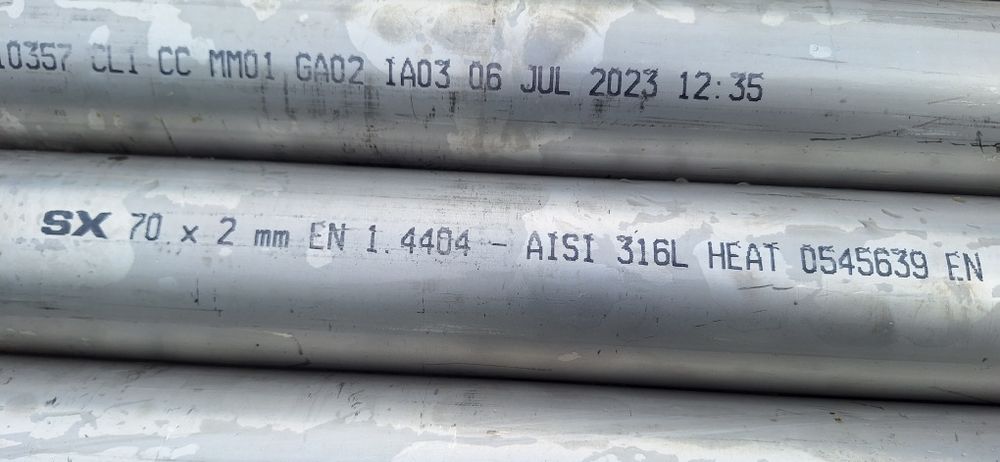 10357 CL1 CC MM01 GA02 IA03 06 JUL 2023 12:35
SX 70 x 2 mm EN 1.4404 - AISI 316L HEAT 0545639 EN